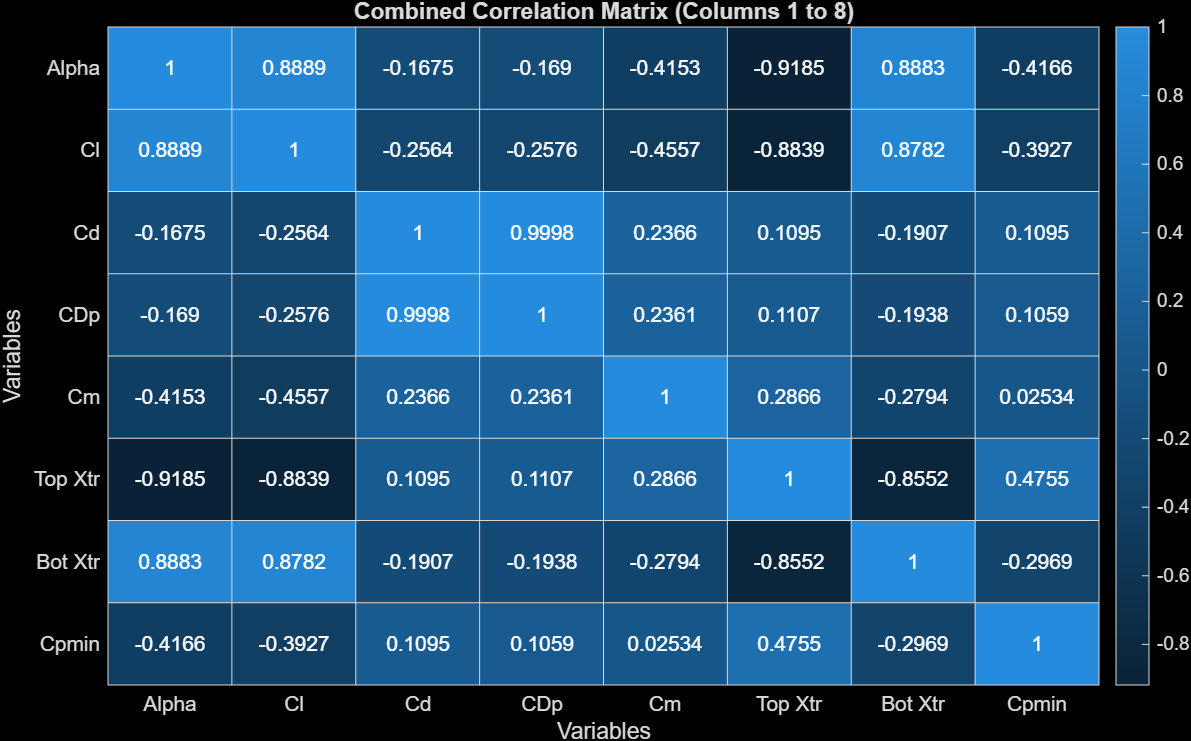 Combined Correlation Matrix (Columns 1 to 8)
Alpha 1 0.8889 -0.1675 -0.169 -0.4153 -0.9185 0.8883 -0.4166
Cl 0.8889 1 -0.2564 -0.2576 -0.4557 -0.8839 0.8782 -0.3927
Cd -0.1675 -0.2564 1 0.9998 0.2366 0.1095 -0.1907 0.1095
CDp -0.169 -0.2576 0.9998 1 0.2361 0.1107 -0.1938 0.1059
Cm -0.4153 -0.4557 0.2366 0.2361 1 0.2866 -0.2794 0.02534
Top Xtr -0.9185 -0.8839 0.1095 0.1107 0.2866 1 -0.8552 0.4755
Bot Xtr 0.8883 0.8782 -0.1907 -0.1938 -0.2794 -0.8552 1 -0.2969
Cpmin -0.4166 -0.3927 0.1095 0.1059 0.02534 0.4755 -0.2969 1
Alpha Cl Cd CDp Cm Top Xtr Bot Xtr Cpmin
Variables
Variables
1
0.8
0.6
0.4
0.2
0
-0.2
-0.4
-0.6
-0.8